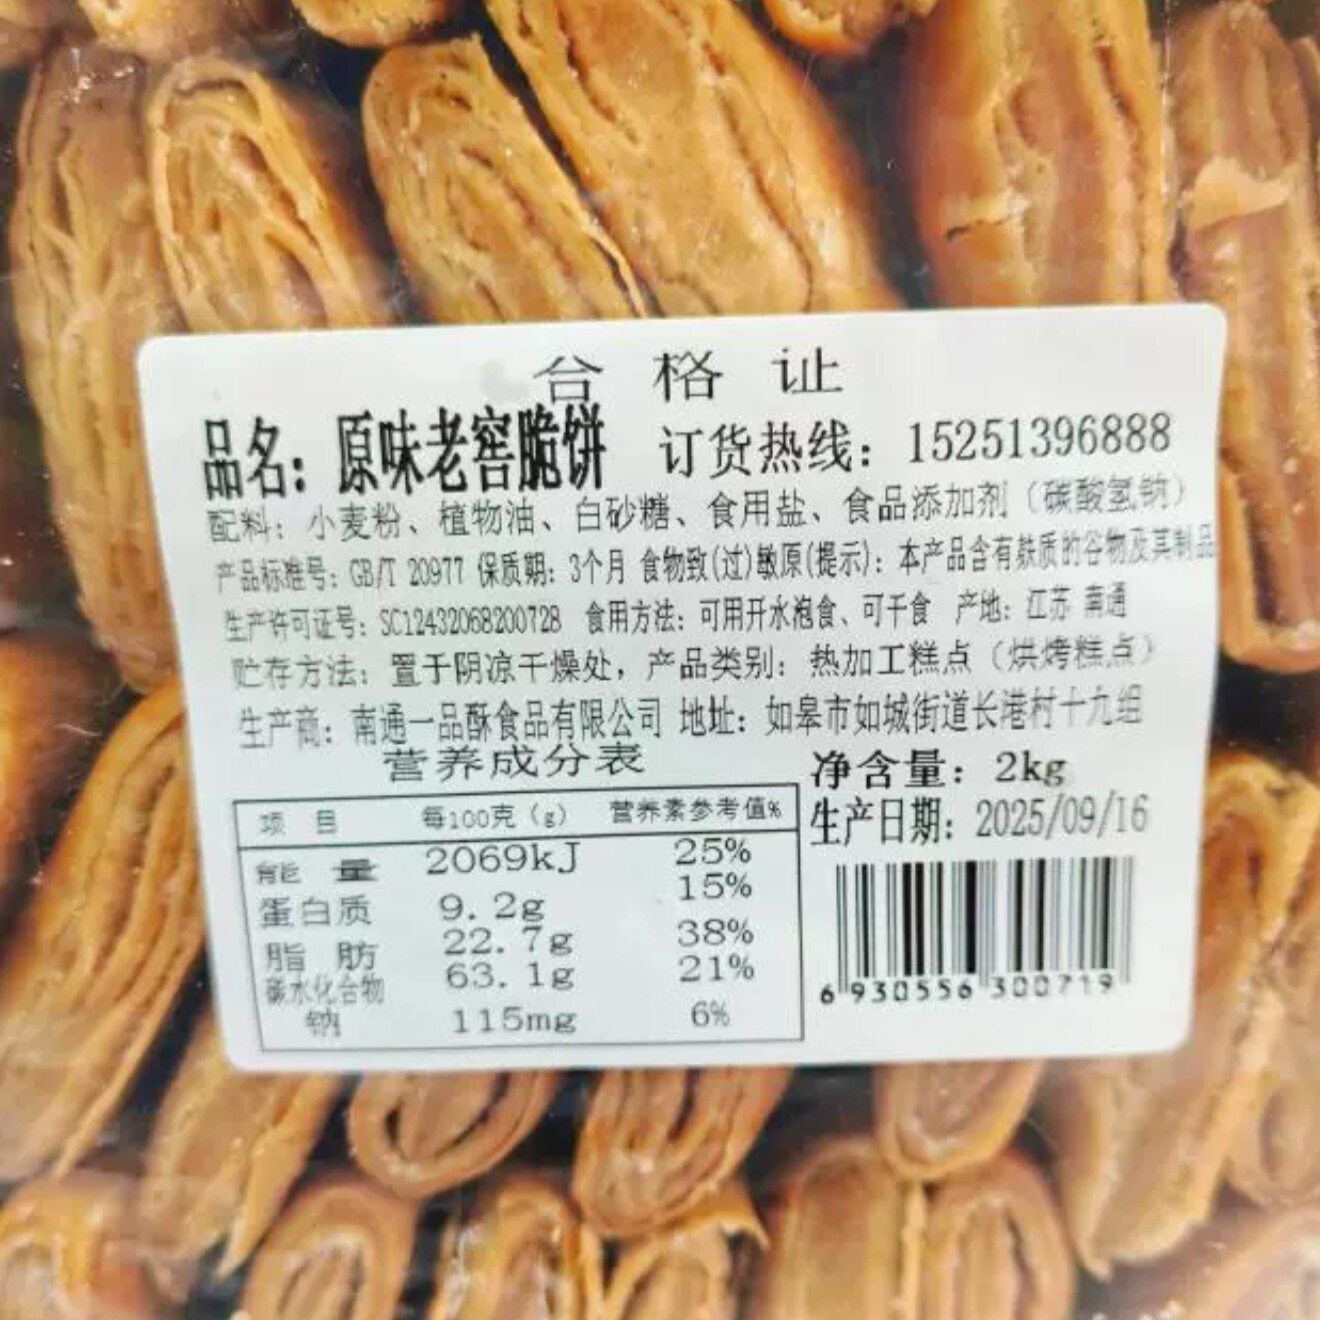 合格证
品名：原味老窖脆饼 订货热线：15251396888
配料：小麦粉、植物油、白砂糖、食用盐、食品添加剂（碳酸氢钠）
产品标准号：GB/T 20977 保质期：3个月 食物致(过)敏原(提示)：本产品含有麸质的谷物及其制品
生产许可证号：SC12432068200728 食用方法：可用开水泡食、可干食 产地：江苏 南通
贮存方法：置于阴凉干燥处，产品类别：热加工糕点（烘烤糕点）
生产商：南通一品酥食品有限公司 地址：如皋市如城街道长港村十九组
营养成分表
项目 每100克（g） 营养素参考值%
能量 2069kJ 25%
蛋白质 9.2g 15%
脂肪 22.7g 38%
碳水化合物 63.1g 21%
钠 115mg 6%
净含量：2kg
生产日期：2025/09/16
6 930556 300719